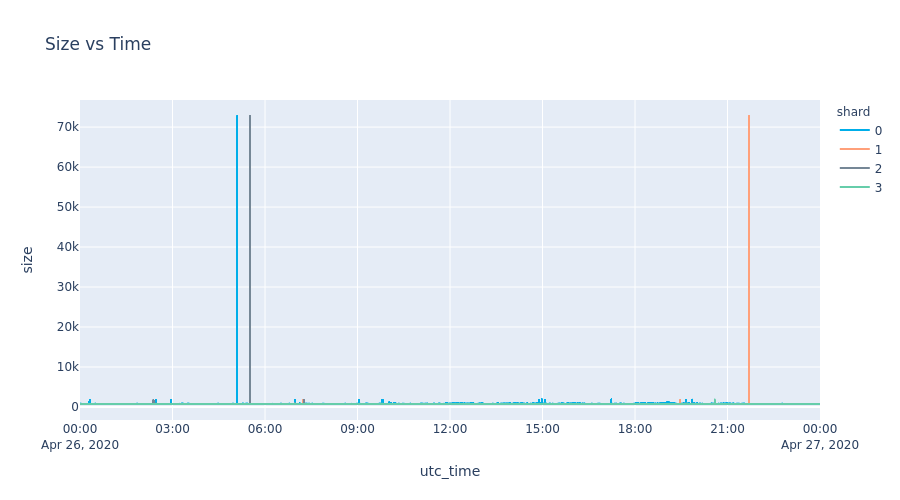 Size vs Time
shard
0
1
2
3
70k
60k
50k
40k
30k
20k
10k
0
size
00:00 03:00 06:00 09:00 12:00 15:00 18:00 21:00 00:00
Apr 26, 2020 Apr 27, 2020
utc_time